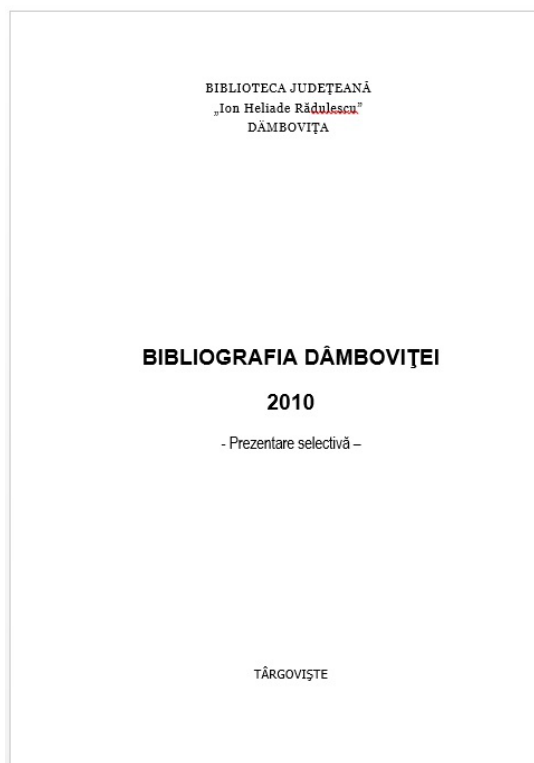 BIBLIOTECA JUDEŢEANĂ
„Ion Heliade Rădulescu”
DÂMBOVIŢA
BIBLIOGRAFIA DÂMBOVIŢEI
2010
- Prezentare selectivă –
TÂRGOVIŞTE